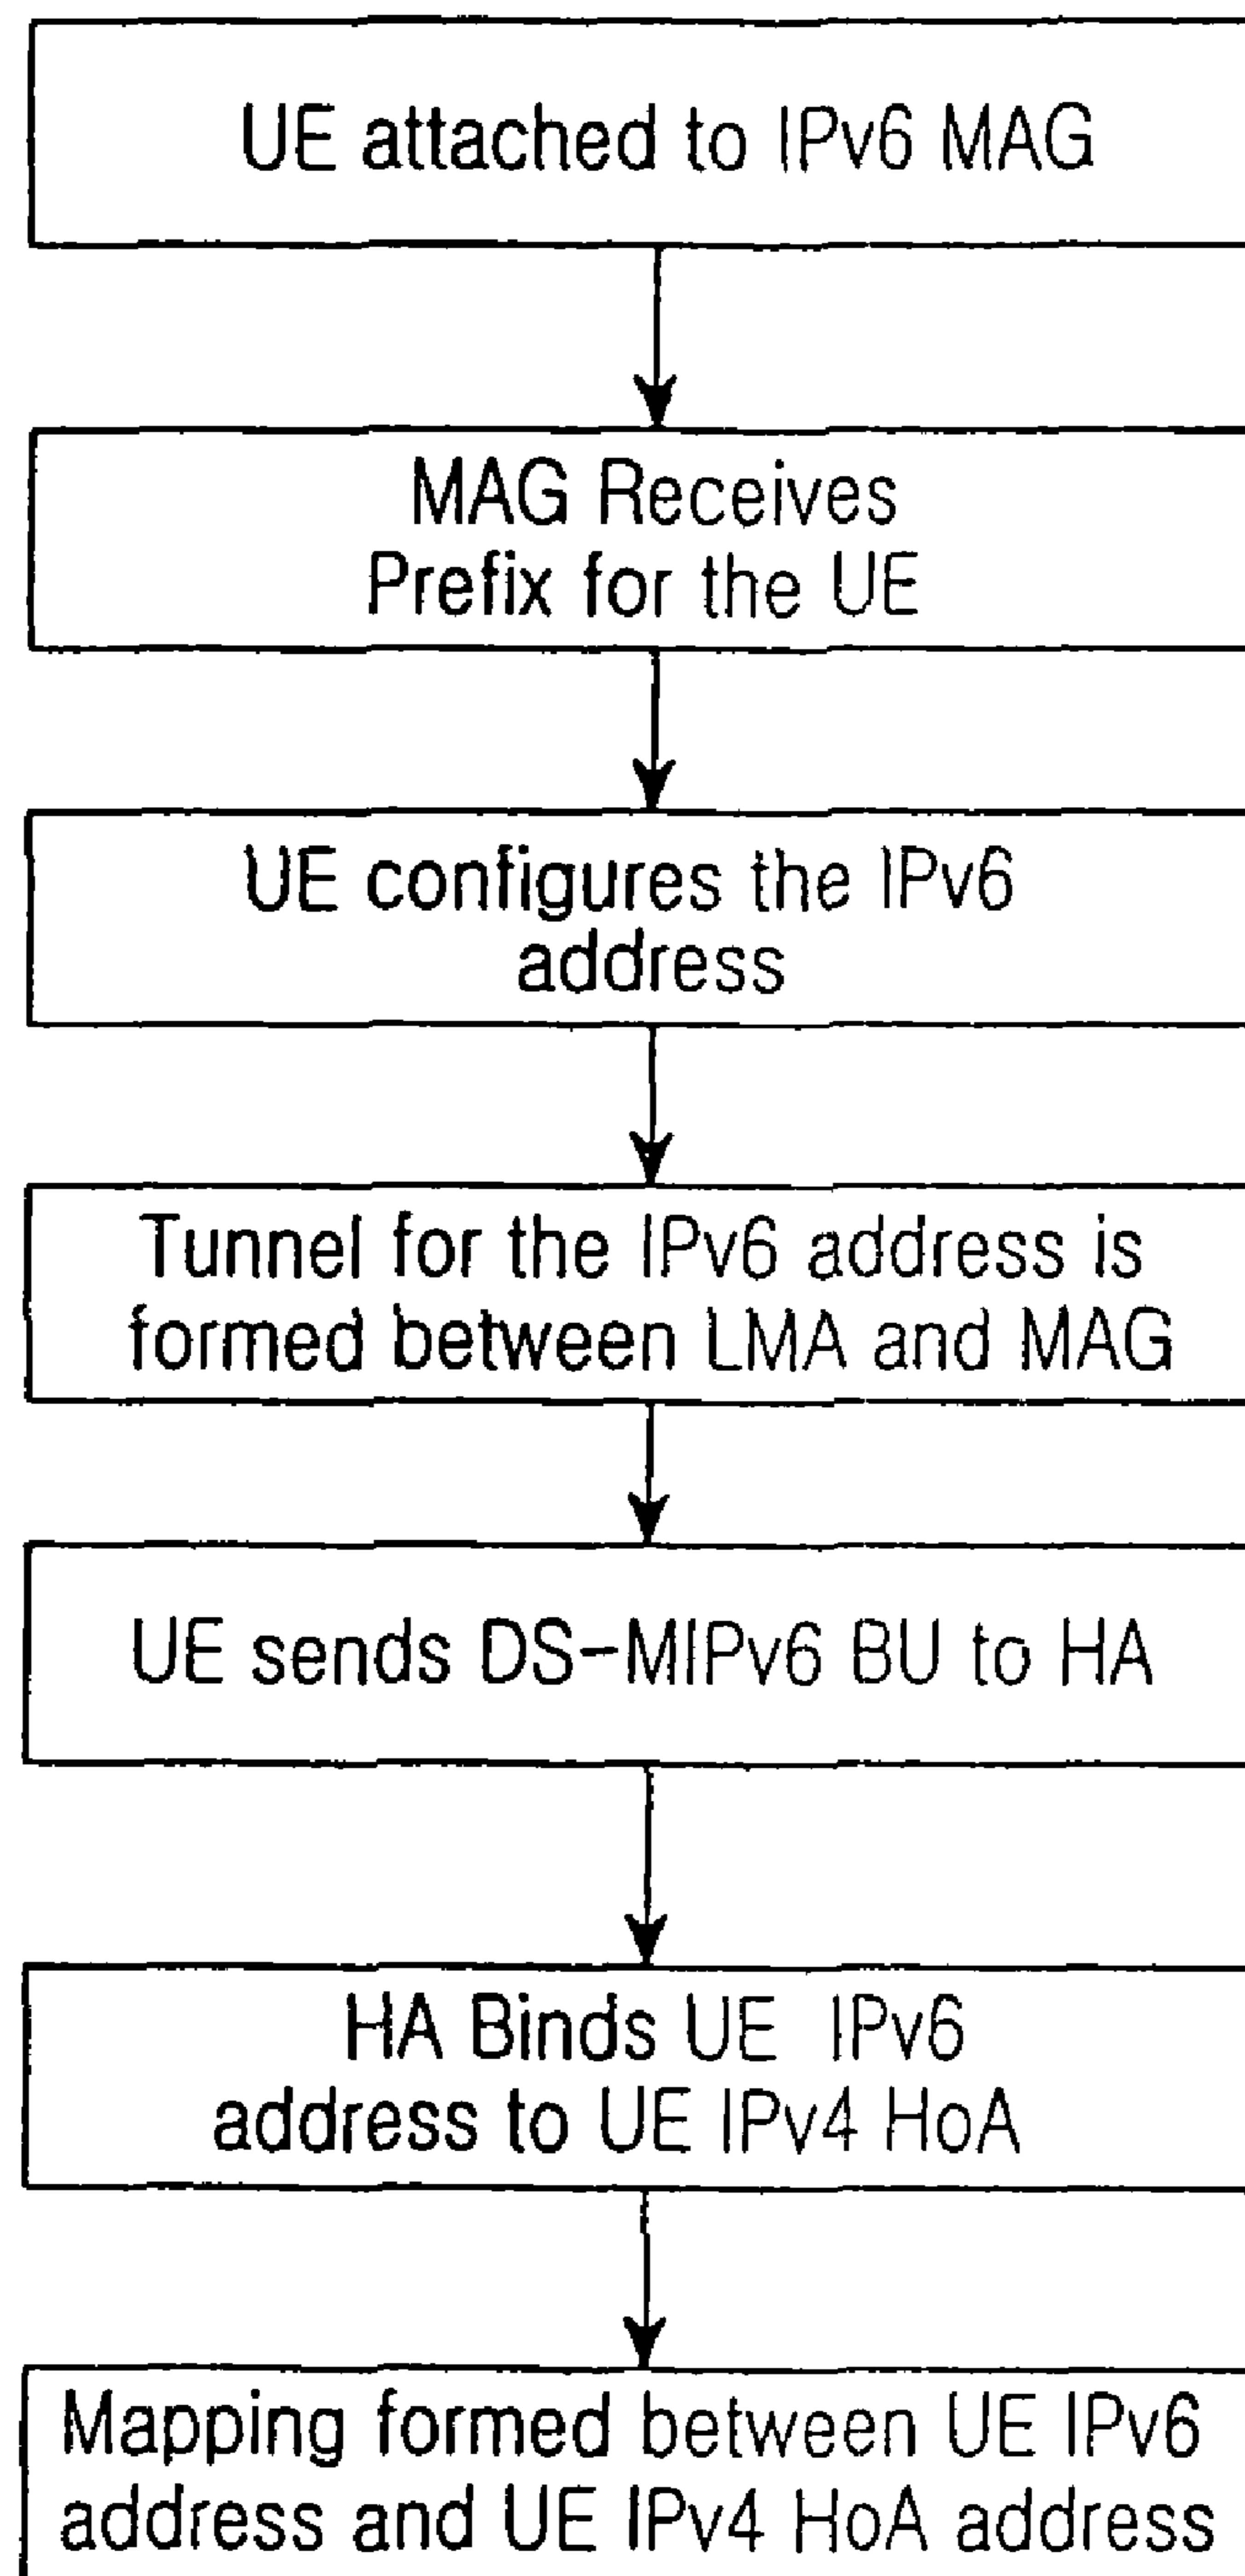 UE attached to IPv6 MAG
MAG Receives
Prefix for the UE
UE configures the IPv6
address
Tunnel for the IPv6 address is
formed between LMA and MAG
UE sends DS-MIPv6 BU to HA
HA Binds UE IPv6
address to UE IPv4 HoA
Mapping formed between UE IPv6
address and UE IPv4 HoA address